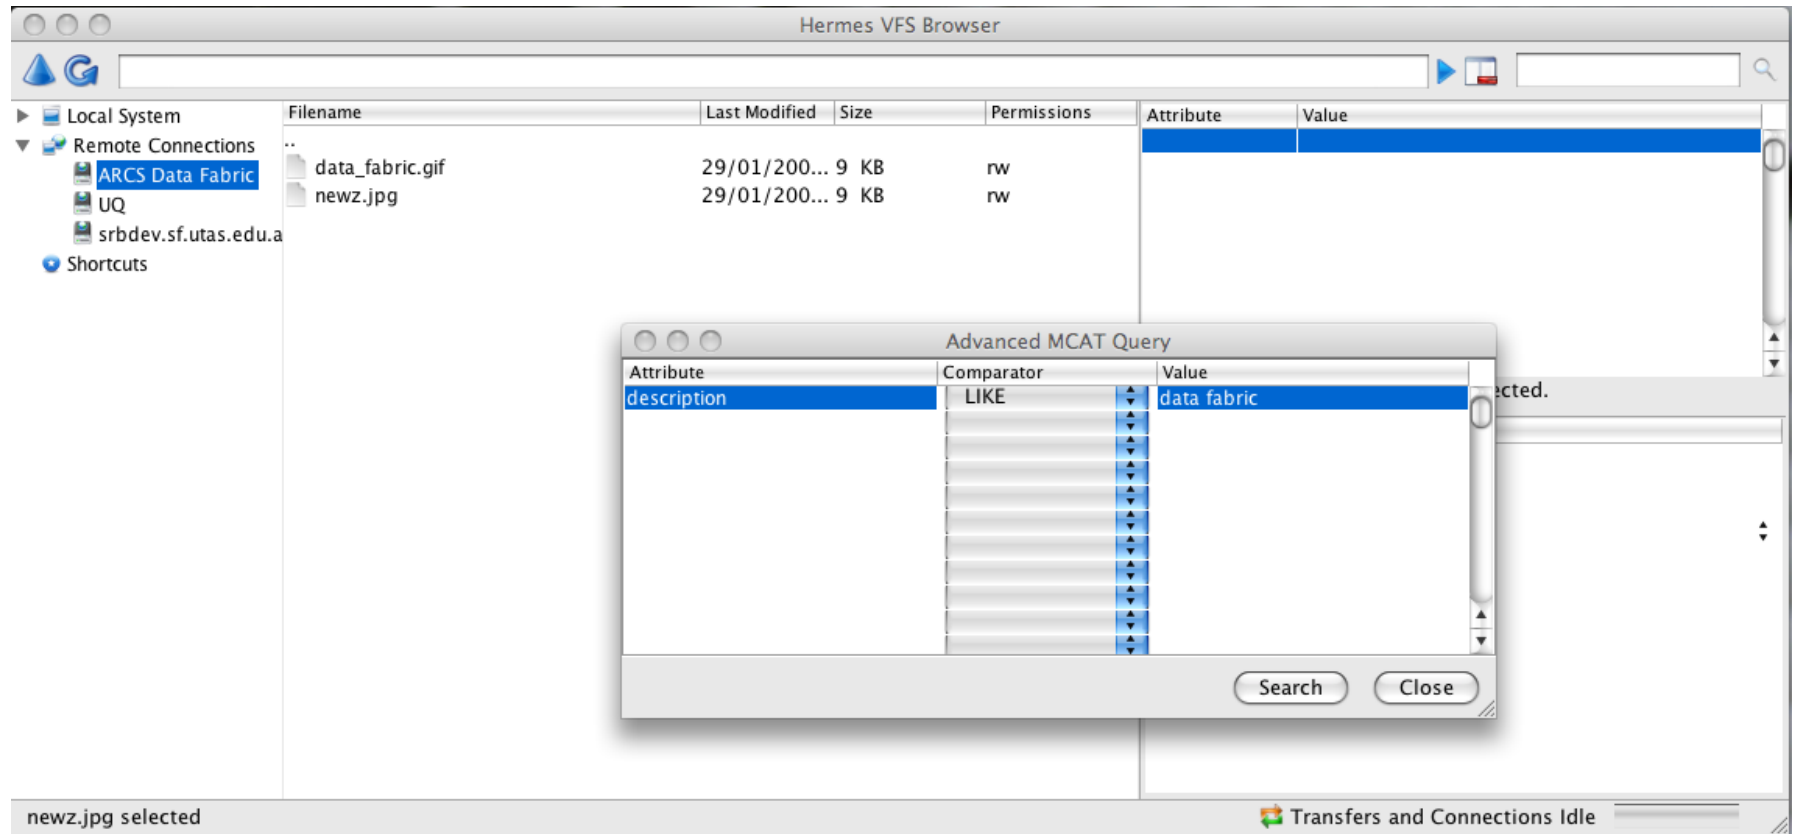 Hermes VFS Browser
Local System
Remote Connections
ARCS Data Fabric
UQ
srbdev.sf.utas.edu.a
Shortcuts
Filename Last Modified Size Permissions
..
data_fabric.gif 29/01/200... 9 KB rw
newz.jpg 29/01/200... 9 KB rw
Attribute Value
Advanced MCAT Query
Attribute Comparator Value
description LIKE data fabric
Search Close
ected.
newz.jpg selected
Transfers and Connections Idle